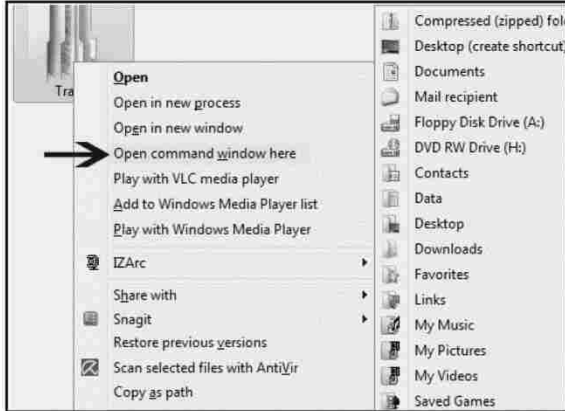 Tra
Open
Open in new process
Open in new window
Open command window here
Play with VLC media player
Add to Windows Media Player list
Play with Windows Media Player
IZArc
Share with
Snagit
Restore previous versions
Scan selected files with AntiVir
Copy as path
Compressed (zipped) fol
Desktop (create shortcut)
Documents
Mail recipient
Floppy Disk Drive (A:)
DVD RW Drive (H:)
Contacts
Data
Desktop
Downloads
Favorites
Links
My Music
My Pictures
My Videos
Saved Games